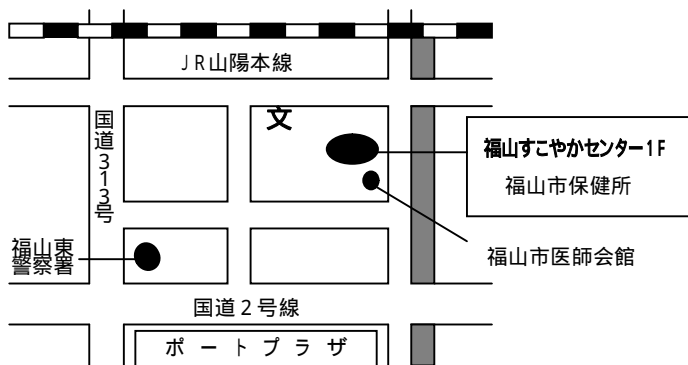 JR山陽本線
文
国道313号
福山すこやかセンター1F
福山市保健所
福山東
警察署
福山市医師会館
国道2号線
ポートプラザ